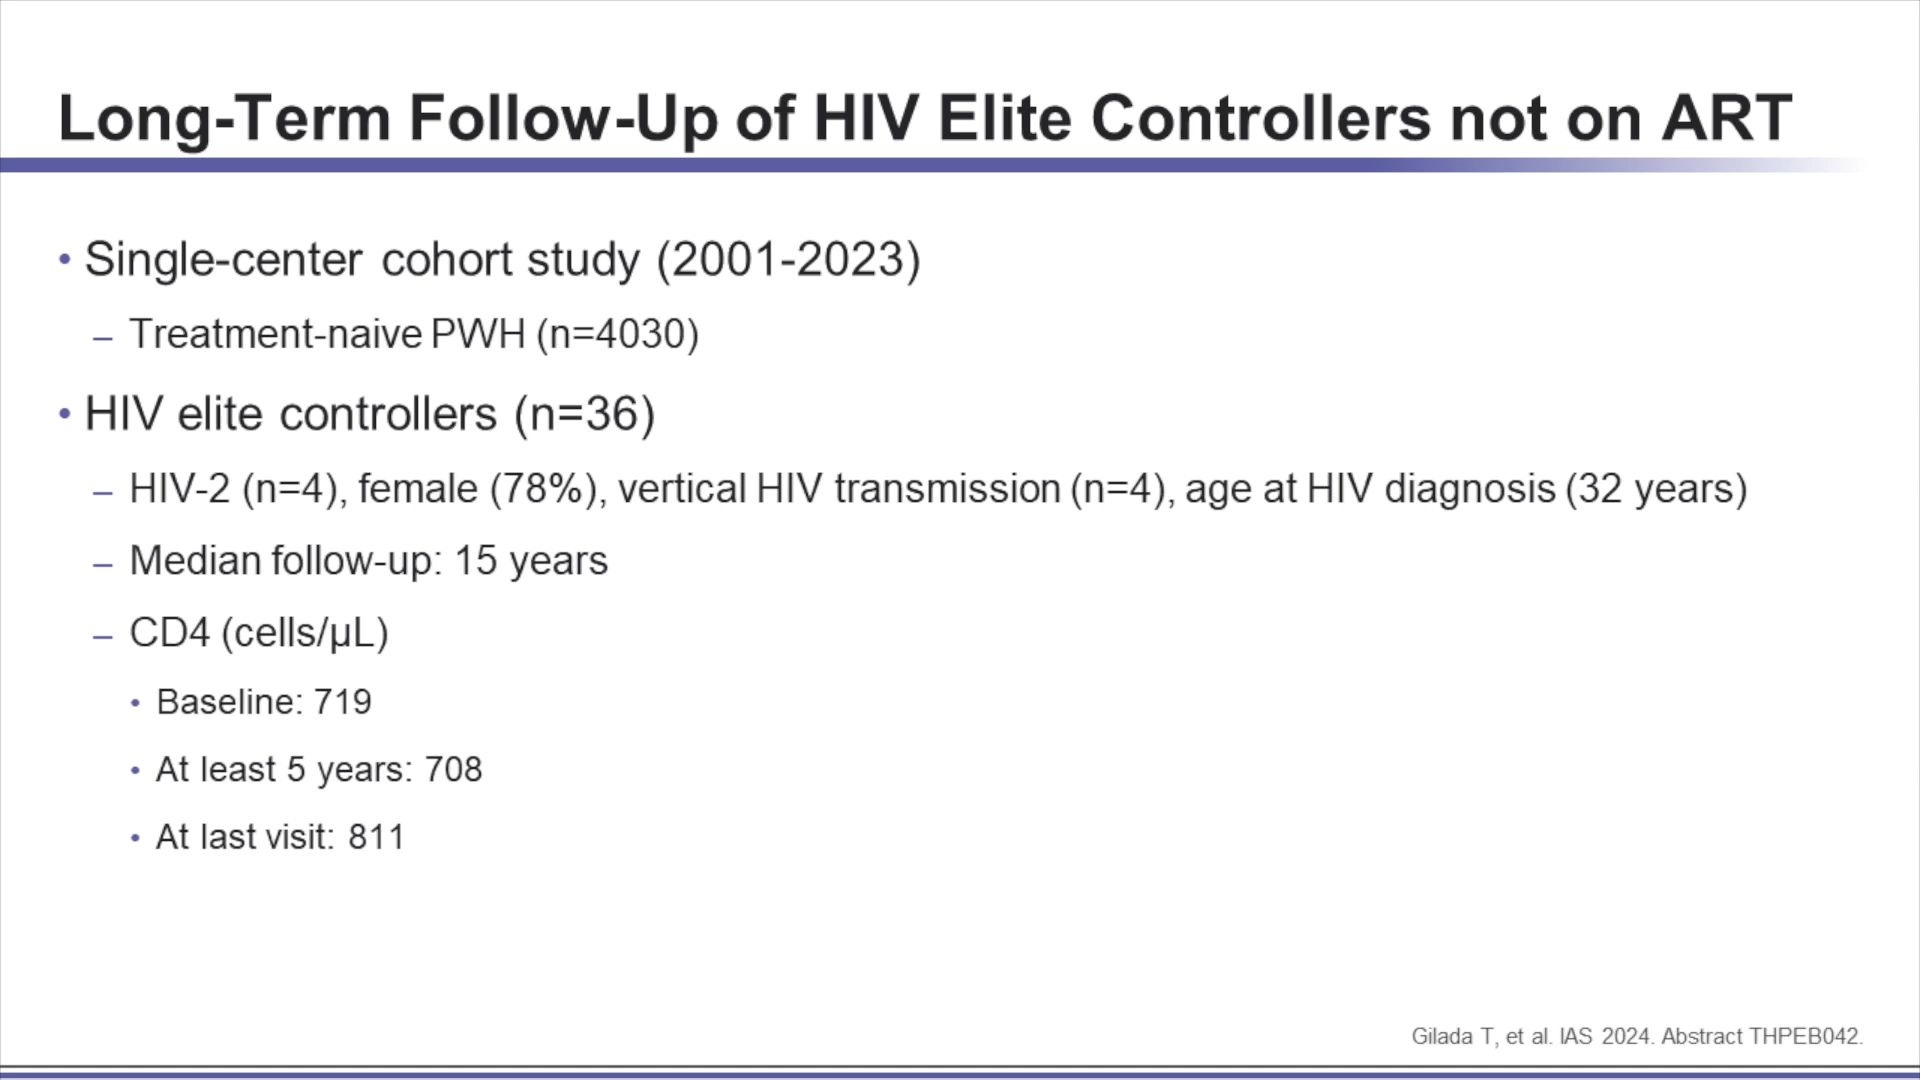 Long-Term Follow-Up of HIV Elite Controllers not on ART
• Single-center cohort study (2001-2023)
– Treatment-naive PWH (n=4030)
• HIV elite controllers (n=36)
– HIV-2 (n=4), female (78%), vertical HIV transmission (n=4), age at HIV diagnosis (32 years)
– Median follow-up: 15 years
– CD4 (cells/µL)
• Baseline: 719
• At least 5 years: 708
• At last visit: 811
Gilada T, et al. IAS 2024. Abstract THPEB042.